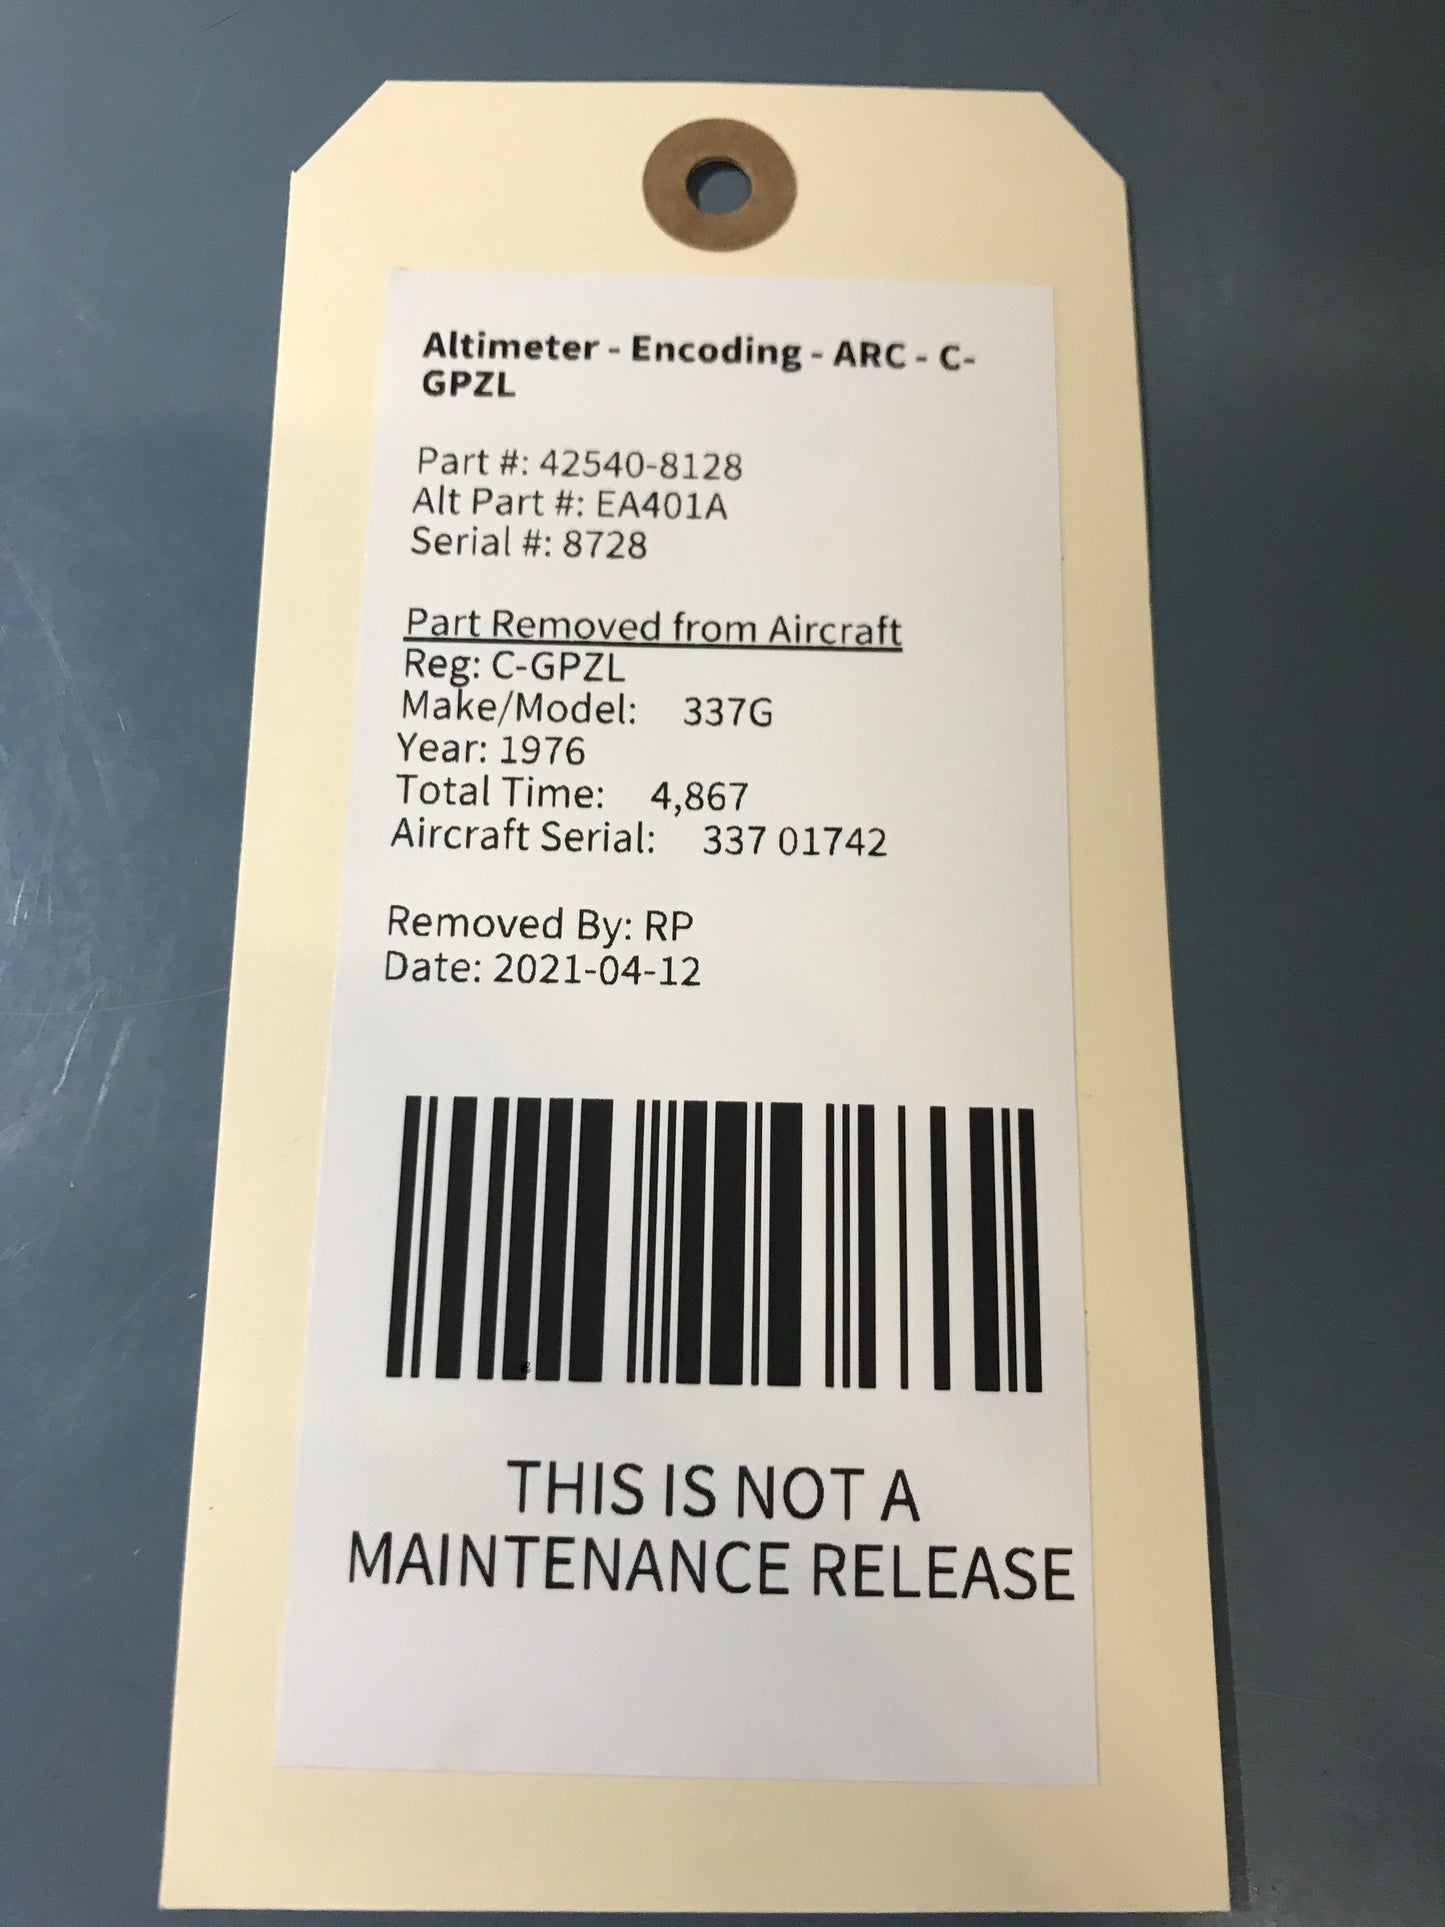 Altimeter - Encoding - ARC - C-
GPZL
Part #: 42540-8128
Alt Part #: EA401A
Serial #: 8728
Part Removed from Aircraft
Reg: C-GPZL
Make/Model: 337G
Year: 1976
Total Time: 4,867
Aircraft Serial: 337 01742
Removed By: RP
Date: 2021-04-12
THIS IS NOT A
MAINTENANCE RELEASE